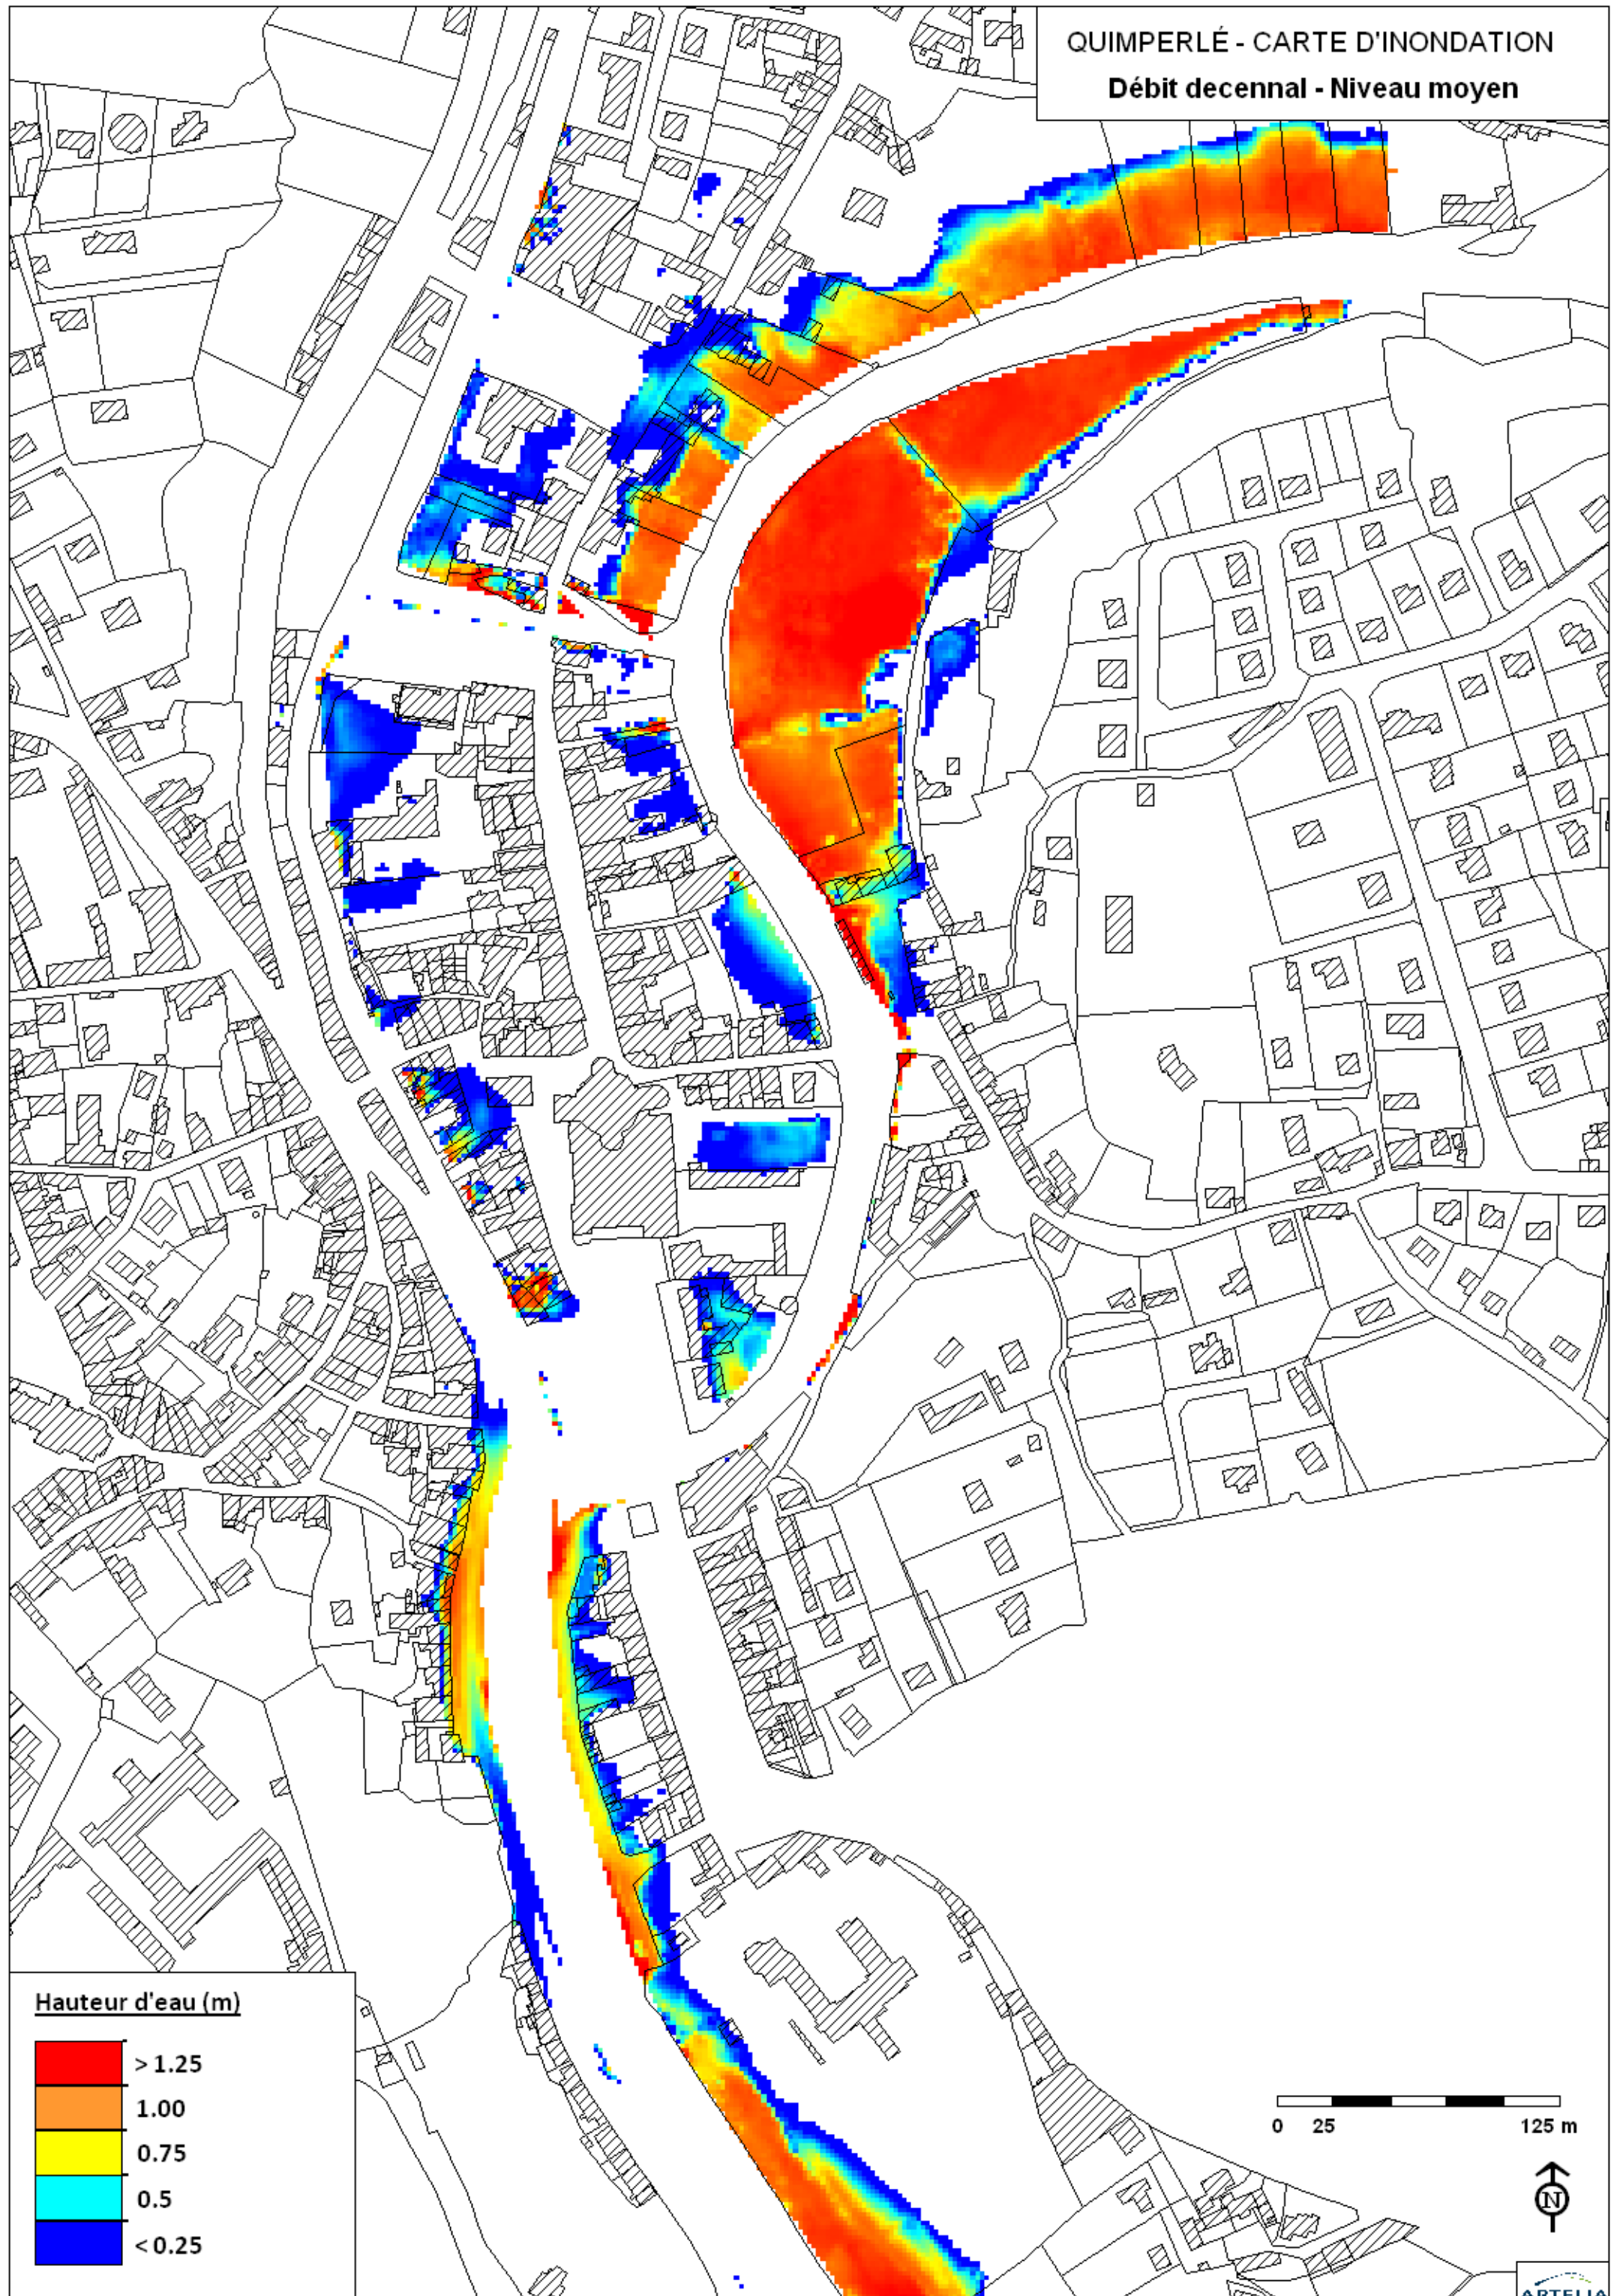 QUIMPERLÉ - CARTE D'INONDATION
Débit decennal - Niveau moyen
Hauteur d'eau (m)
> 1.25
1.00
0.75
0.5
< 0.25
0 25 125 m
N
ARTELIA